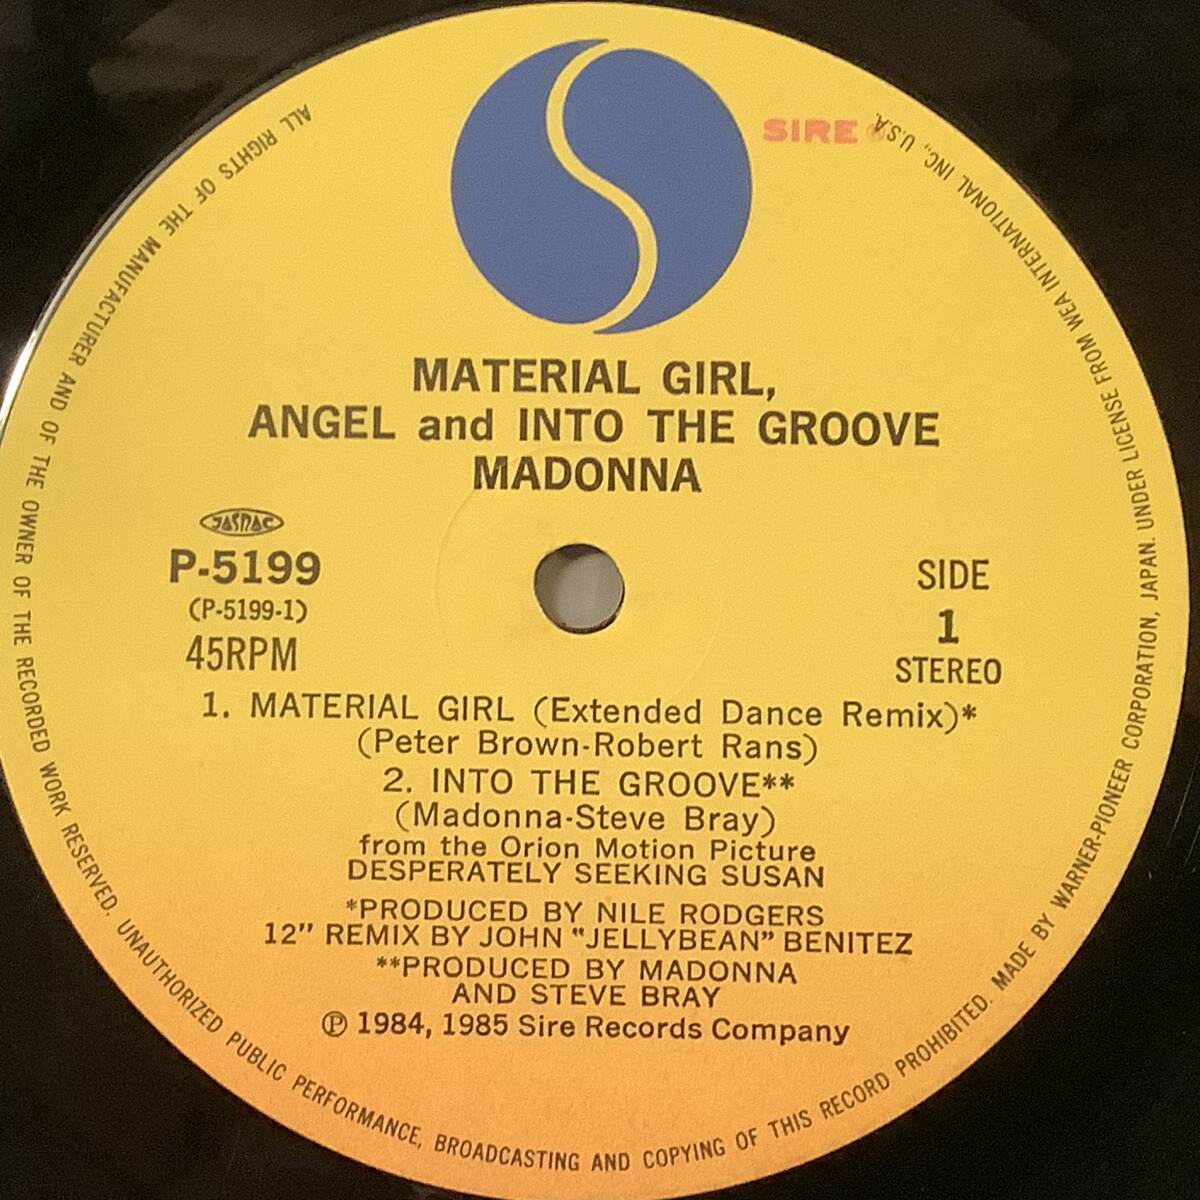 SIRE ®
MATERIAL GIRL,
ANGEL and INTO THE GROOVE
MADONNA
JASRAC
P-5199
(P-5199-1)
45RPM
SIDE
1
STEREO
1. MATERIAL GIRL (Extended Dance Remix)*
(Peter Brown-Robert Rans)
2. INTO THE GROOVE**
(Madonna-Steve Bray)
from the Orion Motion Picture
DESPERATELY SEEKING SUSAN
*PRODUCED BY NILE RODGERS
12” REMIX BY JOHN “JELLYBEAN” BENITEZ
**PRODUCED BY MADONNA
AND STEVE BRAY
Ⓟ 1984, 1985 Sire Records Company
ALL RIGHTS OF THE MANUFACTURER AND OF THE OWNER OF THE RECORDED WORK RESERVED. UNAUTHORIZED PUBLIC PERFORMANCE, BROADCASTING AND COPYING OF THIS RECORD PROHIBITED. MADE BY WARNER-PIONEER CORPORATION, JAPAN. UNDER LICENSE FROM WEA INTERNATIONAL INC., U.S.A.